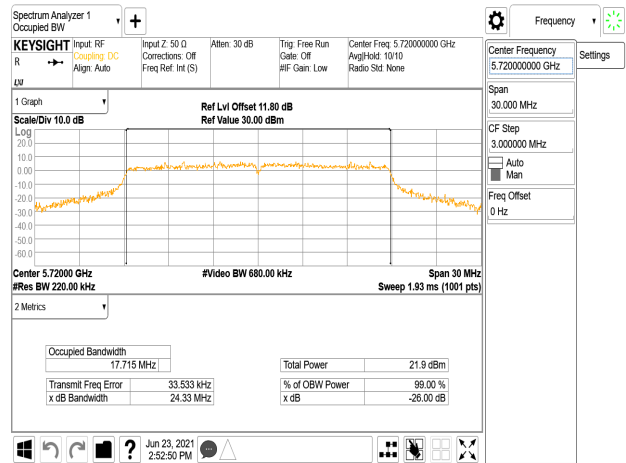 Spectrum Analyzer 1
Occupied BW
KEYSIGHT
R
Input: RF
Coupling: DC
Align: Auto
Input Z: 50 Ω
Corrections: Off
Freq Ref: Int (S)
Atten: 30 dB
Trig: Free Run
Gate: Off
#IF Gain: Low
Center Freq: 5.720000000 GHz
Avg|Hold: 10/10
Radio Std: None
1 Graph
Scale/Div 10.0 dB
Ref Lvl Offset 11.80 dB
Ref Value 30.00 dBm
Log
20.0
10.0
0.00
-10.0
-20.0
-30.0
-40.0
-50.0
-60.0
Center 5.72000 GHz
#Video BW 680.00 kHz
Span 30 MHz
#Res BW 220.00 kHz
Sweep 1.93 ms (1001 pts)
2 Metrics
Occupied Bandwidth
17.715 MHz
Total Power 21.9 dBm
Transmit Freq Error 33.533 kHz
% of OBW Power 99.00 %
x dB Bandwidth 24.33 MHz
x dB -26.00 dB
?
Jun 23, 2021
2:52:50 PM
Frequency
Settings
Center Frequency
5.720000000 GHz
Span
30.000 MHz
CF Step
3.000000 MHz
Auto
Man
Freq Offset
0 Hz